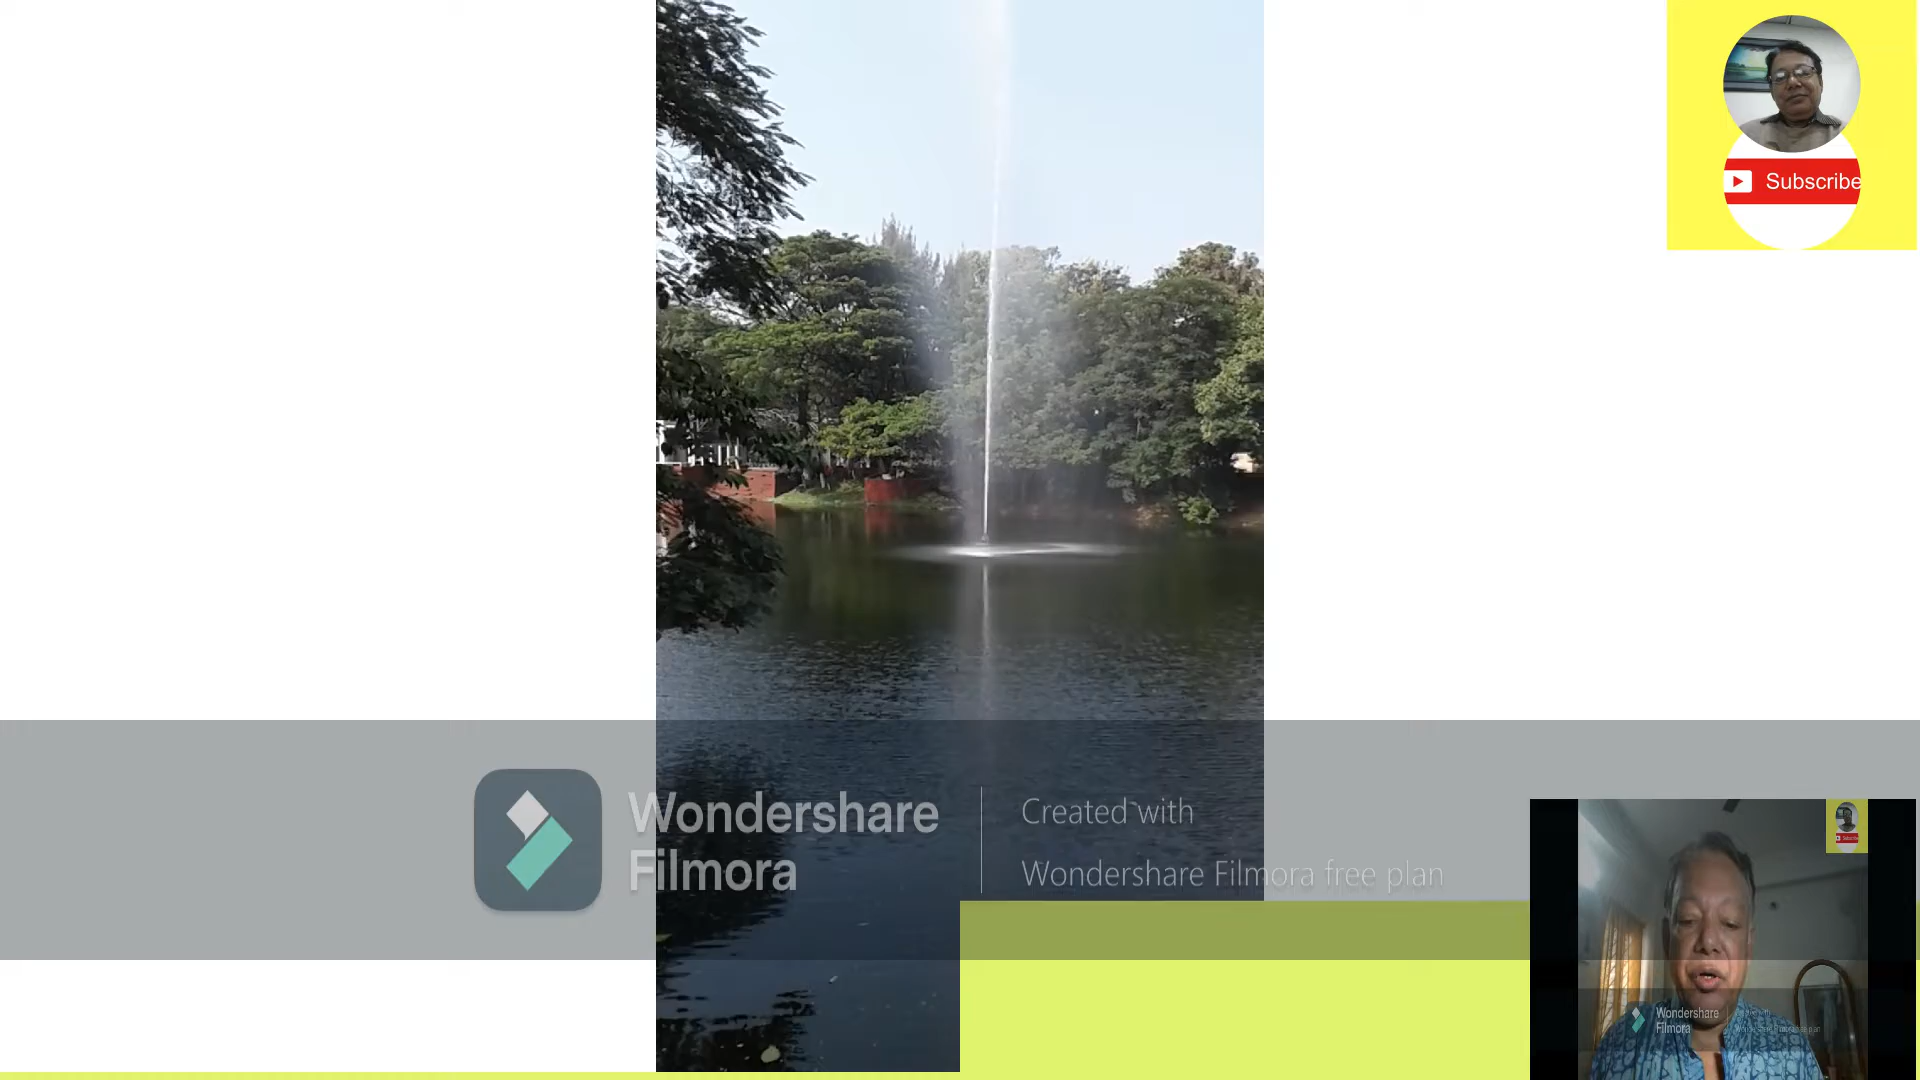 Subscribe
Wondershare
Filmora
Created with
Wondershare Filmora free plan
Wondershare
Filmora